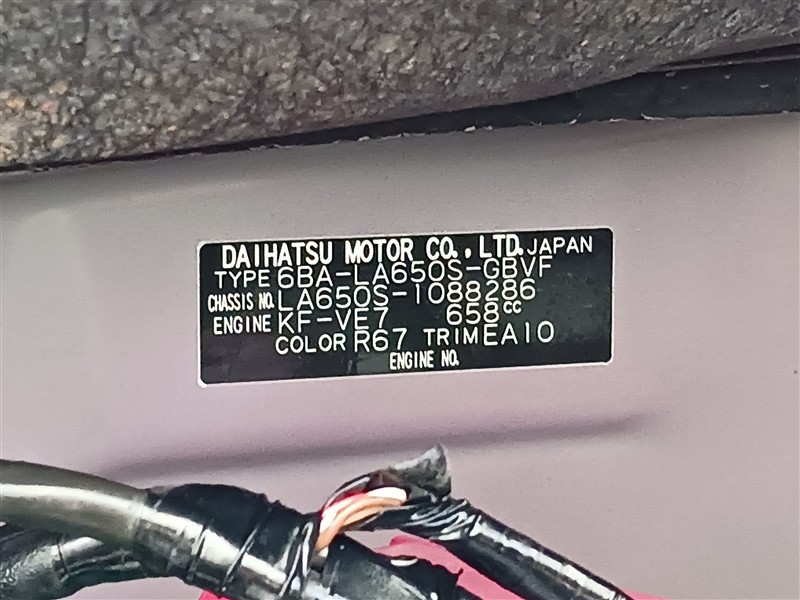 DAIHATSU MOTOR CO., LTD. JAPAN
TYPE 6BA-LA650S-GBVF
CHASSIS NO. LA650S-1088286
ENGINE KF-VE7 658cc
COLOR R67 TRIM EA10
ENGINE NO.